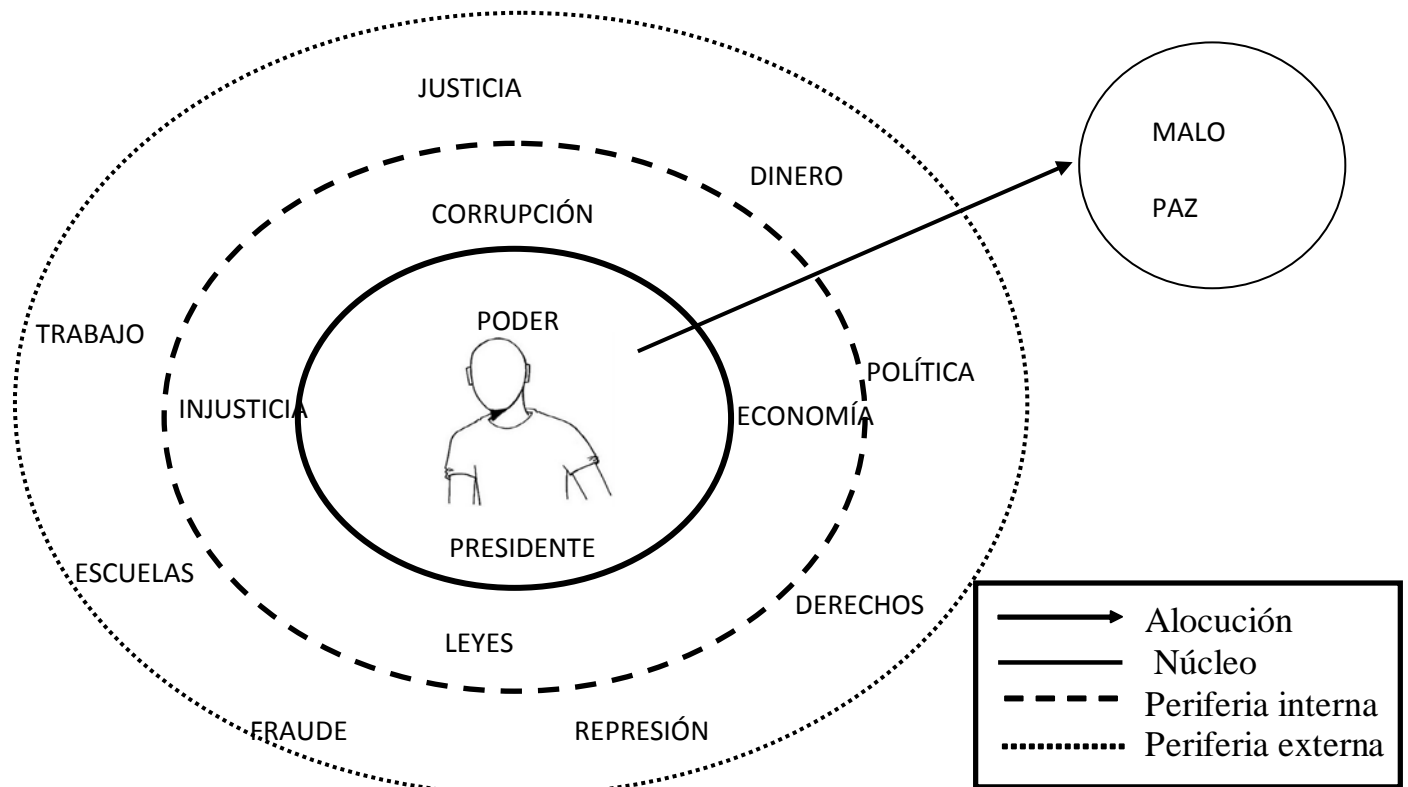 JUSTICIA
MALO
DINERO
PAZ
CORRUPCIÓN
PODER
TRABAJO
POLÍTICA
INJUSTICIA
ECONOMÍA
PRESIDENTE
ESCUELAS
DERECHOS
LEYES
FRAUDE
REPRESIÓN
Alocución
Núcleo
Periferia interna
Periferia externa